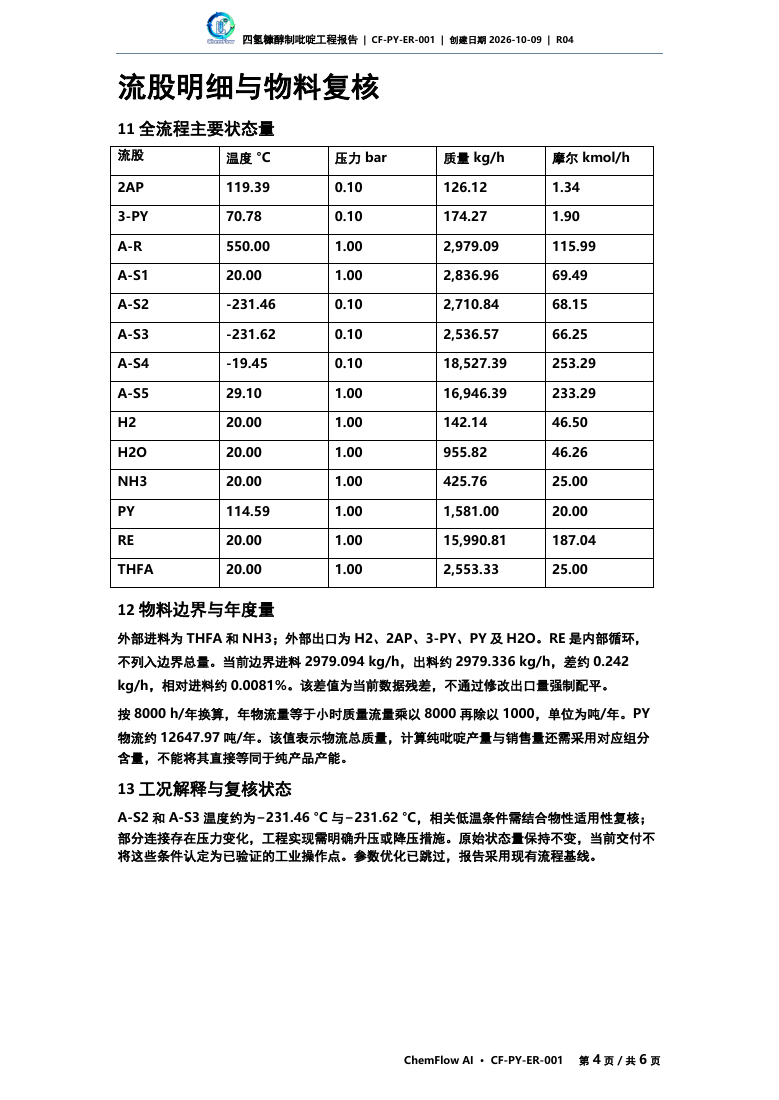 ChemFlow
四氢糠醇制吡啶工程报告 | CF-PY-ER-001 | 创建日期 2026-10-09 | R04
流股明细与物料复核
11 全流程主要状态量
流股 温度 °C 压力 bar 质量 kg/h 摩尔 kmol/h
2AP 119.39 0.10 126.12 1.34
3-PY 70.78 0.10 174.27 1.90
A-R 550.00 1.00 2,979.09 115.99
A-S1 20.00 1.00 2,836.96 69.49
A-S2 -231.46 0.10 2,710.84 68.15
A-S3 -231.62 0.10 2,536.57 66.25
A-S4 -19.45 0.10 18,527.39 253.29
A-S5 29.10 1.00 16,946.39 233.29
H2 20.00 1.00 142.14 46.50
H2O 20.00 1.00 955.82 46.26
NH3 20.00 1.00 425.76 25.00
PY 114.59 1.00 1,581.00 20.00
RE 20.00 1.00 15,990.81 187.04
THFA 20.00 1.00 2,553.33 25.00
12 物料边界与年度量
外部进料为 THFA 和 NH3；外部出口为 H2、2AP、3-PY、PY 及 H2O。RE 是内部循环，
不列入边界总量。当前边界进料 2979.094 kg/h，出料约 2979.336 kg/h，差约 0.242
kg/h，相对进料约 0.0081%。该差值为当前数据残差，不通过修改出口量强制配平。
按 8000 h/年换算，年物流量等于小时质量流量乘以 8000 再除以 1000，单位为吨/年。PY
物流约 12647.97 吨/年。该值表示物流总质量，计算纯吡啶产量与销售量还需采用对应组分
含量，不能将其直接等同于纯产品产能。
13 工况解释与复核状态
A-S2 和 A-S3 温度约为−231.46 °C 与−231.62 °C，相关低温条件需结合物性适用性复核；
部分连接存在压力变化，工程实现需明确升压或降压措施。原始状态量保持不变，当前交付不
将这些条件认定为已验证的工业操作点。参数优化已跳过，报告采用现有流程基线。
ChemFlow AI · CF-PY-ER-001 第 4 页 / 共 6 页